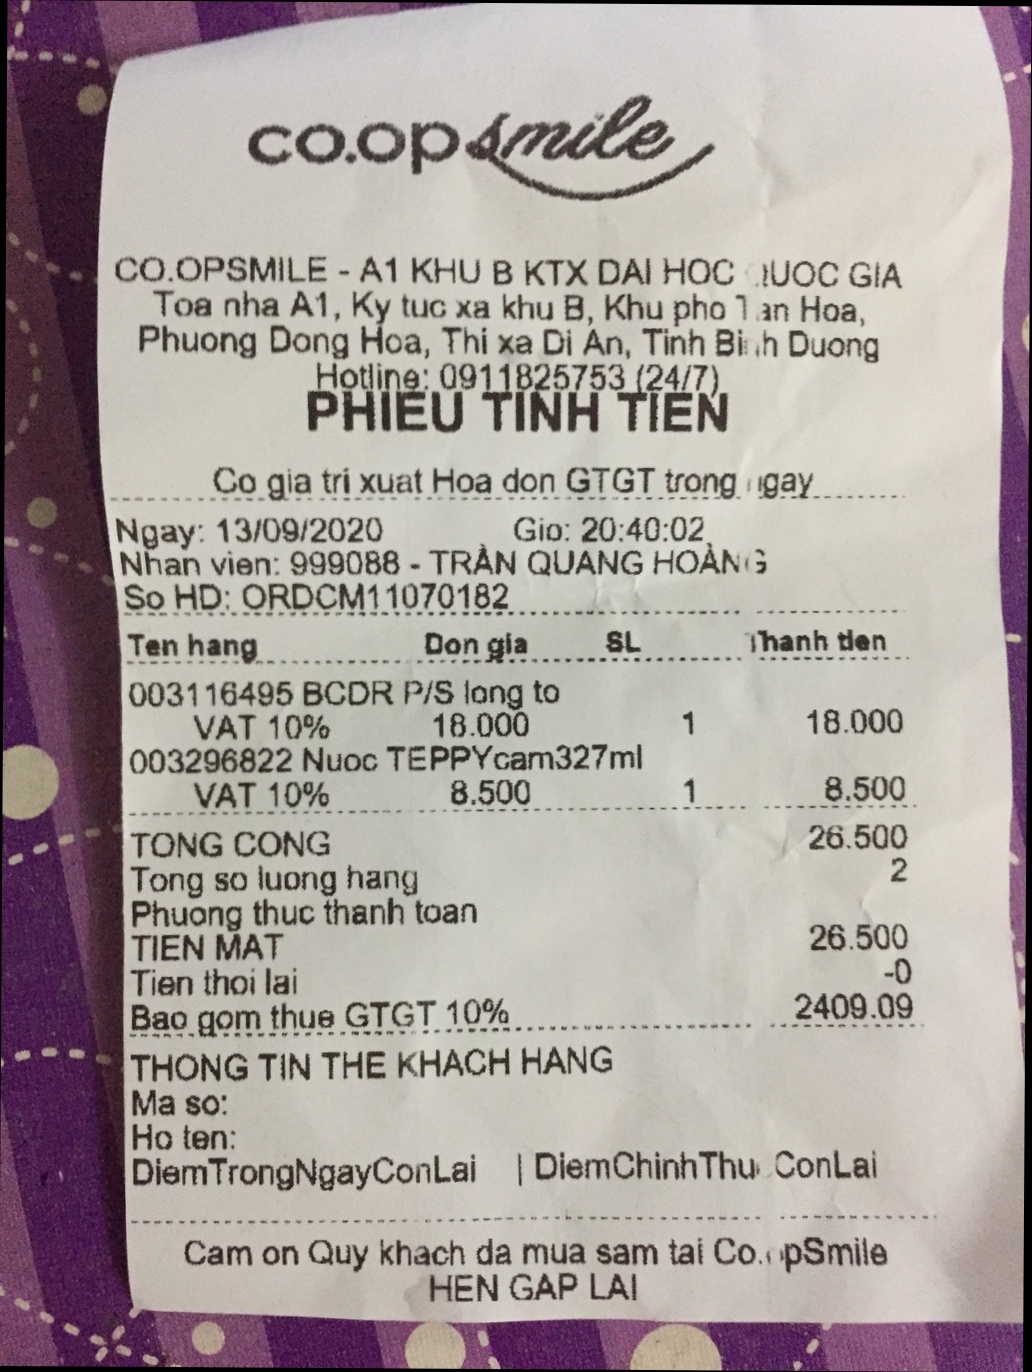 co.opsmile
CO.OPSMILE - A1 KHU B KTX DAI HOC GIA
Toa nha A1, Ky tuc xa khu B, Khu pho Hoa,
Phuong Dong Hoa, Thi xa Di An, Tinh Duong
Hotline: 0911825753 (24/7)
PHIEU TINH TIEN
Co gia tri xuat Hoa don GTGT trong
Ngay: 13/09/2020 Gio: 20:40:02
Nhan vien: 999088 - TRẦN QUANG HOÀNG
So HD: ORDCM11070182
Ten hang Don gia SL Thanh tien
003116495 BCDR P/S long to
VAT 10% 18.000 1 18.000
003296822 Nuoc TEPPYcam327ml
VAT 10% 8.500 1 8.500
TONG CONG 26.500
Tong so luong hang 2
Phuong thuc thanh toan
TIEN MAT 26.500
Tien thoi lai -0
Bao gom thue GTGT 10% 2409.09
THONG TIN THE KHACH HANG
Ma so:
Ho ten:
DiemTrongNgayConLai | DiemChinhThuc ConLai
Cam on Quy khach da mua sam tai Co.opSmile
HEN GAP LAI